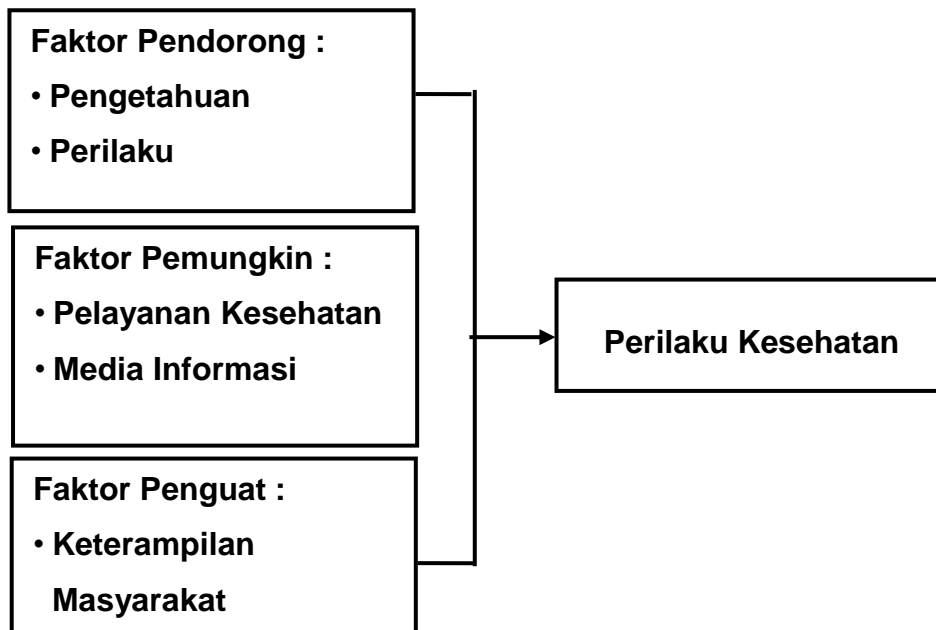 Faktor Pendorong :
• Pengetahuan
• Perilaku
Faktor Pemungkin :
• Pelayanan Kesehatan
• Media Informasi
Faktor Penguat :
• Keterampilan
Masyarakat
Perilaku Kesehatan